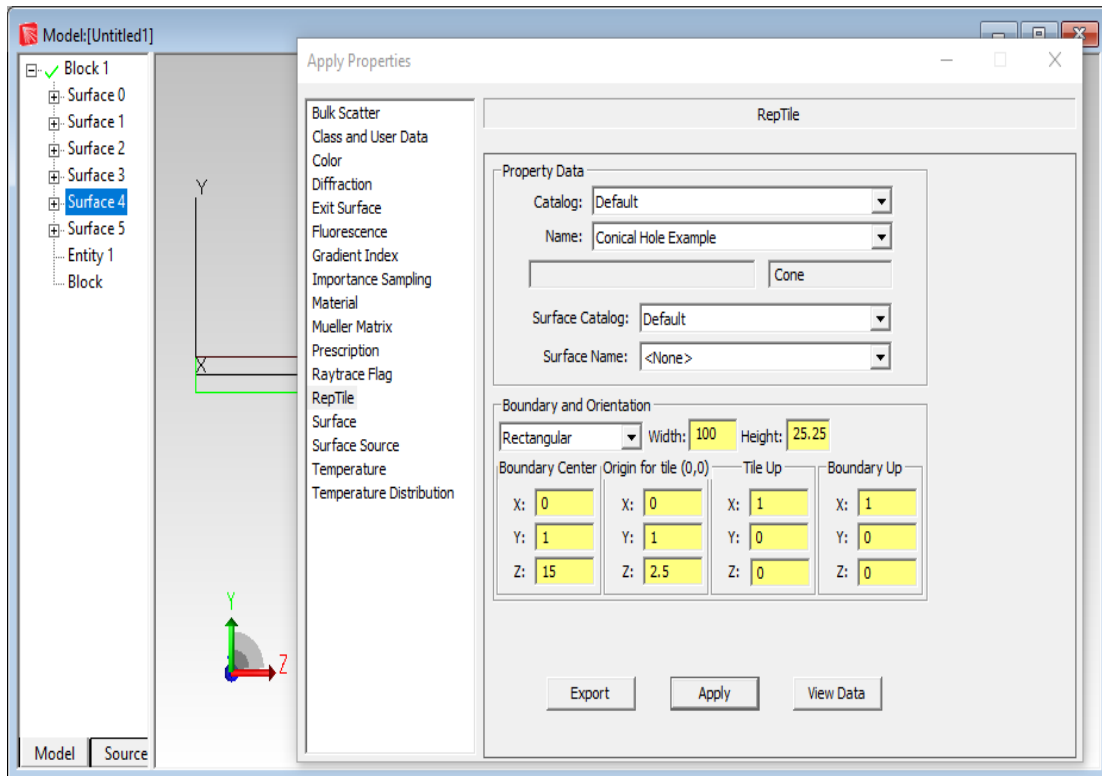 Model:[Untitled1]
Block 1
Surface 0
Surface 1
Surface 2
Surface 3
Surface 4
Surface 5
Entity 1
Block
Model
Source
Y
X
Y
Z
Apply Properties
Bulk Scatter
Class and User Data
Color
Diffraction
Exit Surface
Fluorescence
Gradient Index
Importance Sampling
Material
Mueller Matrix
Prescription
Raytrace Flag
RepTile
Surface
Surface Source
Temperature
Temperature Distribution
RepTile
Property Data
Catalog: Default
Name: Conical Hole Example
Cone
Surface Catalog: Default
Surface Name: <None>
Boundary and Orientation
Rectangular Width: 100 Height: 25.25
Boundary Center Origin for tile (0,0) Tile Up Boundary Up
X: 0 X: 0 X: 1 X: 1
Y: 1 Y: 1 Y: 0 Y: 0
Z: 15 Z: 2.5 Z: 0 Z: 0
Export Apply View Data